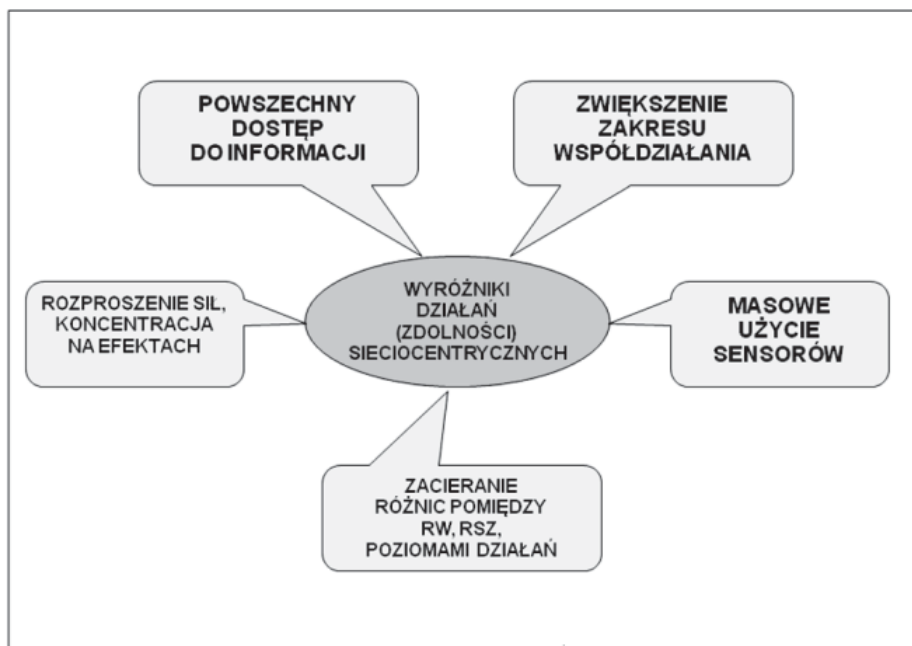 POWSZECHNY
DOSTĘP
DO INFORMACJI
ZWIĘKSZENIE
ZAKRESU
WSPÓŁDZIAŁANIA
ROZPROSZENIE SIŁ,
KONCENTRACJA
NA EFEKTACH
WYRÓŻNIKI
DZIAŁAŃ
(ZDOLNOŚCI)
SIECIOCENTRYCZNYCH
MASOWE
UŻYCIE
SENSORÓW
ZACIERANIE
RÓŻNIC POMIĘDZY
RW, RSZ,
POZIOMAMI DZIAŁAŃ